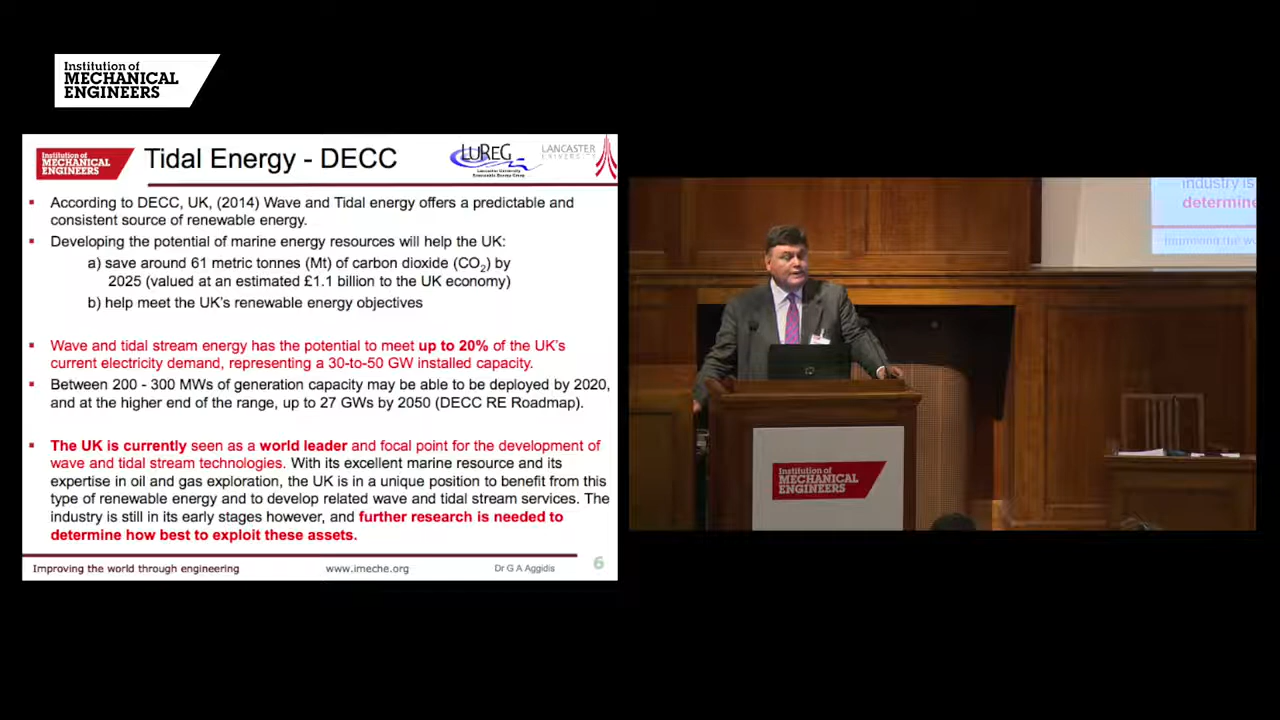 Institution of
MECHANICAL
ENGINEERS
Institution of
MECHANICAL
ENGINEERS
Tidal Energy - DECC
LUREG
Lancaster University
Renewable Energy Group
LANCASTER
UNIVERSITY
▪ According to DECC, UK, (2014) Wave and Tidal energy offers a predictable and
consistent source of renewable energy.
▪ Developing the potential of marine energy resources will help the UK:
a) save around 61 metric tonnes (Mt) of carbon dioxide (CO2) by
2025 (valued at an estimated £1.1 billion to the UK economy)
b) help meet the UK's renewable energy objectives
▪ Wave and tidal stream energy has the potential to meet up to 20% of the UK's
current electricity demand, representing a 30-to-50 GW installed capacity.
▪ Between 200 - 300 MWs of generation capacity may be able to be deployed by 2020,
and at the higher end of the range, up to 27 GWs by 2050 (DECC RE Roadmap).
▪ The UK is currently seen as a world leader and focal point for the development of
wave and tidal stream technologies. With its excellent marine resource and its
expertise in oil and gas exploration, the UK is in a unique position to benefit from this
type of renewable energy and to develop related wave and tidal stream services. The
industry is still in its early stages however, and further research is needed to
determine how best to exploit these assets.
Improving the world through engineering
www.imeche.org
Dr G A Aggidis
6
industry is
determine
Improving the wo
Institution of
MECHANICAL
ENGINEERS